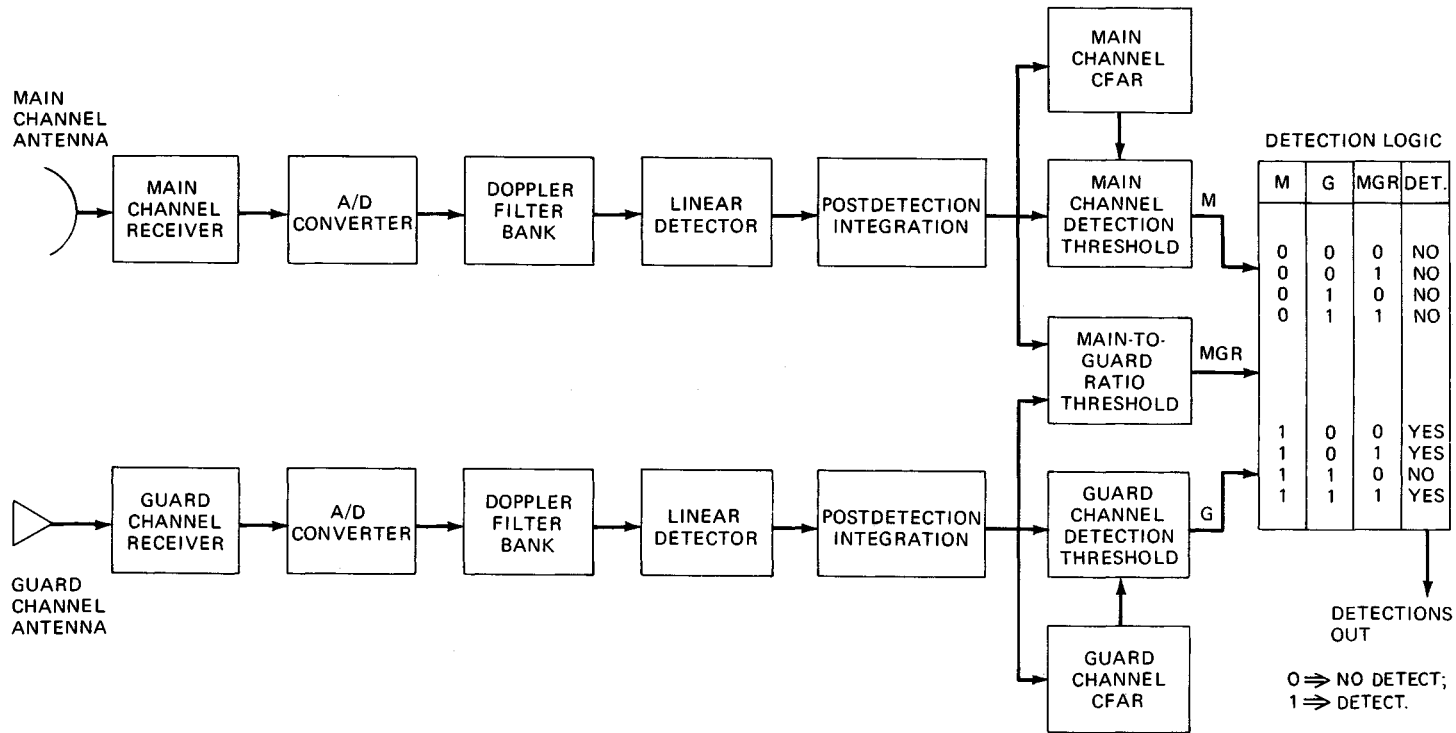 MAIN
CHANNEL
ANTENNA
MAIN
CHANNEL
RECEIVER
A/D
CONVERTER
DOPPLER
FILTER
BANK
LINEAR
DETECTOR
POSTDETECTION
INTEGRATION
MAIN
CHANNEL
CFAR
MAIN
CHANNEL
DETECTION
THRESHOLD
M
MAIN-TO-
GUARD
RATIO
THRESHOLD
MGR
GUARD
CHANNEL
ANTENNA
GUARD
CHANNEL
RECEIVER
A/D
CONVERTER
DOPPLER
FILTER
BANK
LINEAR
DETECTOR
POSTDETECTION
INTEGRATION
GUARD
CHANNEL
DETECTION
THRESHOLD
G
GUARD
CHANNEL
CFAR
DETECTION LOGIC
M G MGR DET.
0 0 0 NO
0 0 1 NO
0 1 0 NO
0 1 1 NO
1 0 0 YES
1 0 1 YES
1 1 0 NO
1 1 1 YES
DETECTIONS
OUT
0 ⇒ NO DETECT;
1 ⇒ DETECT.